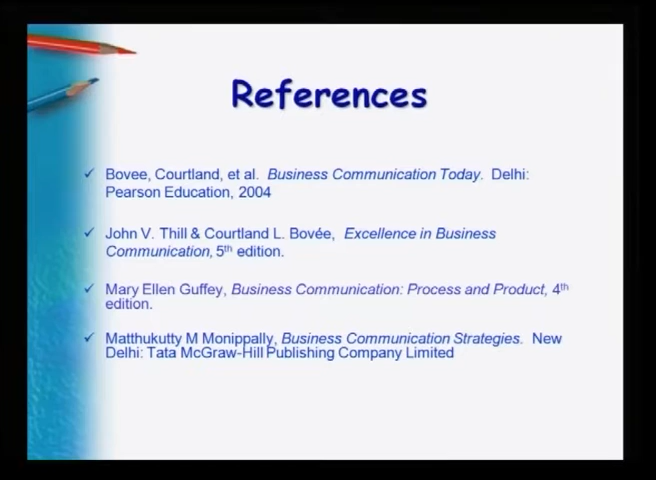 References
✓ Bovee, Courtland, et al. Business Communication Today. Delhi:
Pearson Education, 2004
✓ John V. Thill & Courtland L. Bovée, Excellence in Business
Communication, 5th edition.
✓ Mary Ellen Guffey, Business Communication: Process and Product, 4th
edition.
✓ Matthukutty M Monippally, Business Communication Strategies. New
Delhi: Tata McGraw-Hill Publishing Company Limited